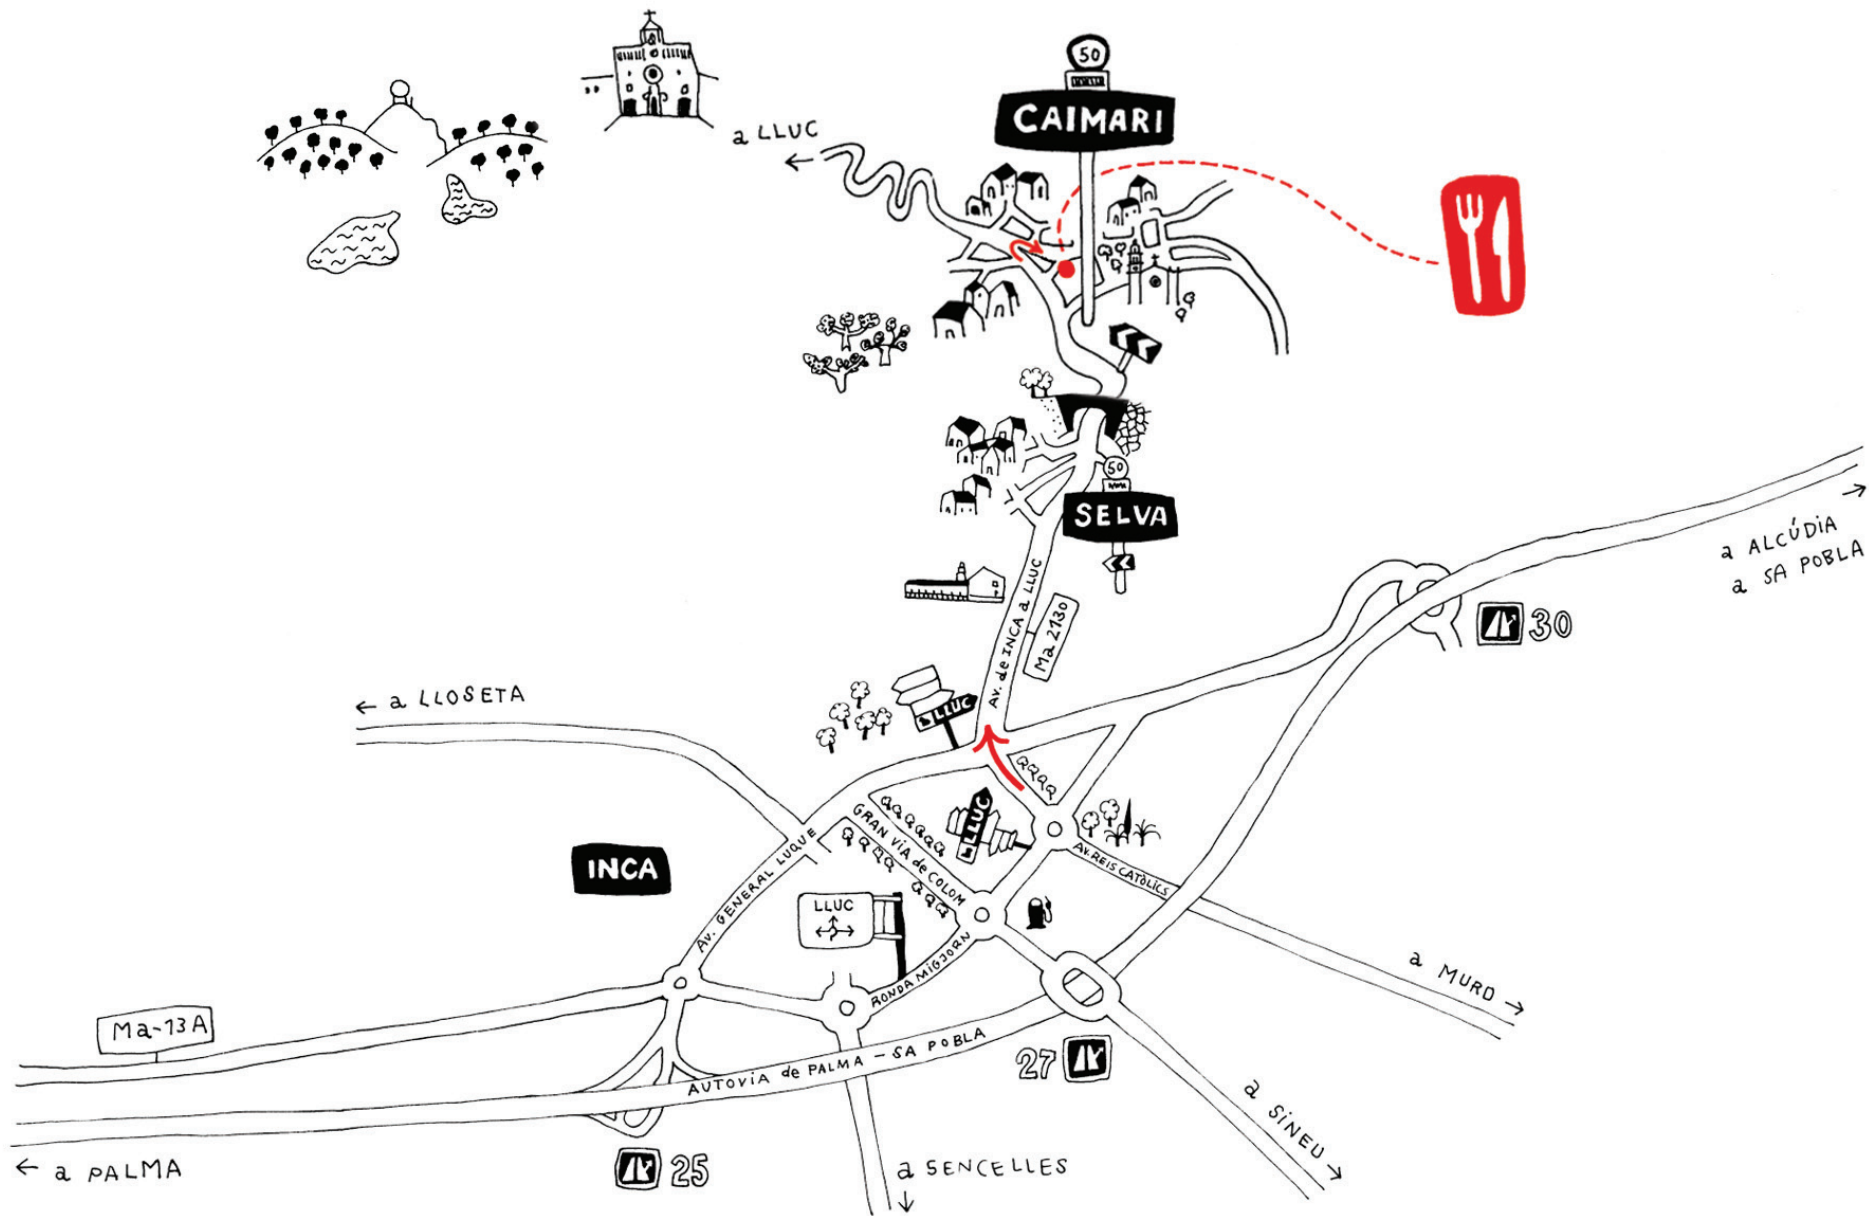 50
CAIMARI
a LLUC
←
50
SELVA
a ALCÚDIA
a SA POBLA
30
AV. de INCA a LLUC
Ma 2130
← a LLOSETA
LLUC
LLUC
GRAN VIA de COLOM
AV. GENERAL LUQUE
AV. REIS CATÒLICS
INCA
LLUC
RONDA MIGJORN
a MURO →
Ma-13A
AUTOVIA de PALMA - SA POBLA
27
a SINEU →
← a PALMA
25
a SENCELLES
↓